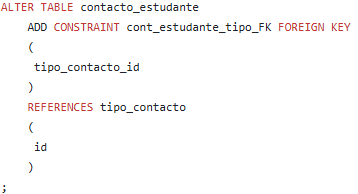 ALTER TABLE contacto_estudante
ADD CONSTRAINT cont_estudante_tipo_FK FOREIGN KEY
(
tipo_contacto_id
)
REFERENCES tipo_contacto
(
id
)
;